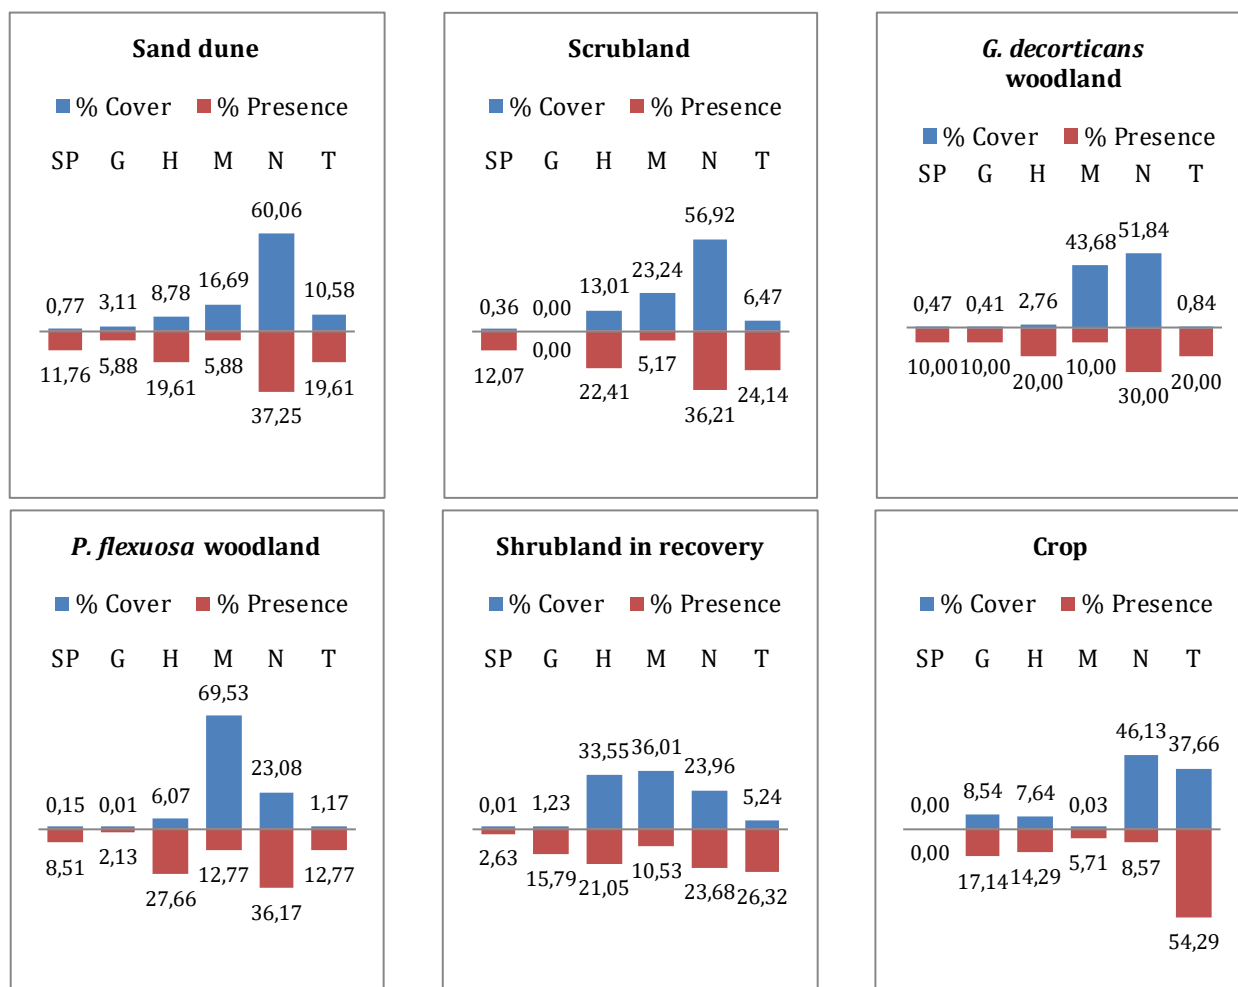 Sand dune
% Cover % Presence
SP G H M N T
0,77 3,11 8,78 16,69 60,06 10,58
11,76 5,88 19,61 5,88 37,25 19,61
Scrubland
% Cover % Presence
SP G H M N T
0,36 0,00 13,01 23,24 56,92 6,47
12,07 0,00 22,41 5,17 36,21 24,14
G. decorticans
woodland
% Cover % Presence
SP G H M N T
0,47 0,41 2,76 43,68 51,84 0,84
10,00 10,00 20,00 10,00 30,00 20,00
P. flexuosa woodland
% Cover % Presence
SP G H M N T
0,15 0,01 6,07 69,53 23,08 1,17
8,51 2,13 27,66 12,77 36,17 12,77
Shrubland in recovery
% Cover % Presence
SP G H M N T
0,01 1,23 33,55 36,01 23,96 5,24
2,63 15,79 21,05 10,53 23,68 26,32
Crop
% Cover % Presence
SP G H M N T
0,00 8,54 7,64 0,03 46,13 37,66
0,00 17,14 14,29 5,71 8,57 54,29